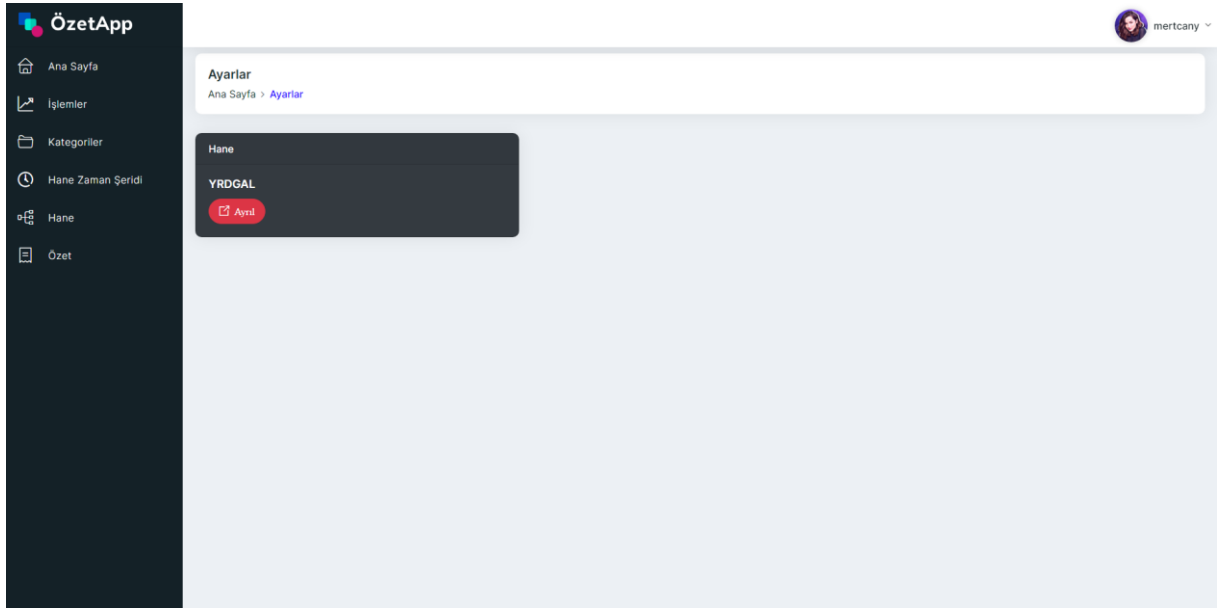 ÖzetApp
mertcany
Ana Sayfa
İşlemler
Kategoriler
Hane Zaman Şeridi
Hane
Özet
Ayarlar
Ana Sayfa > Ayarlar
Hane
YRDGAL
Ayrıl